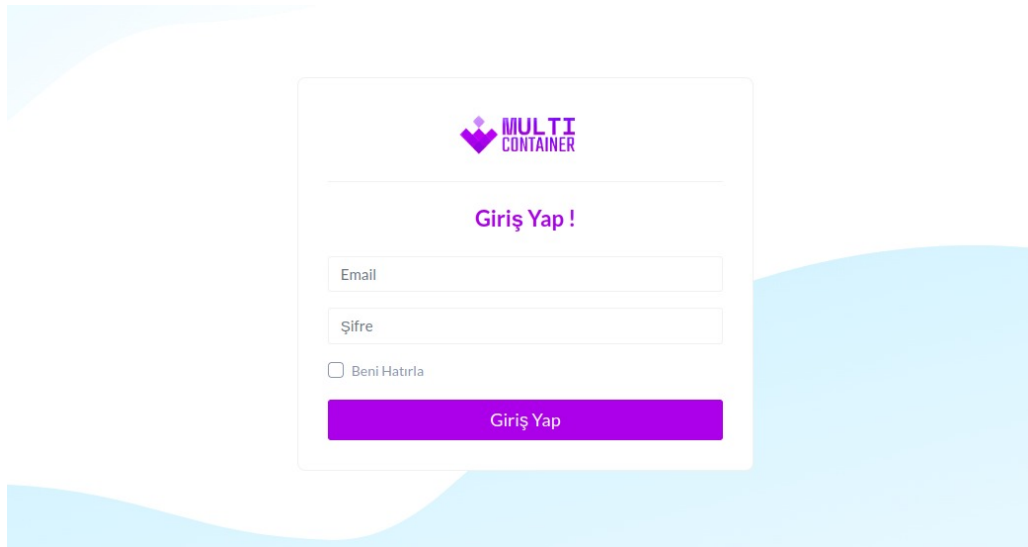 MULTI
CONTAINER
Giriş Yap !
Email
Şifre
Beni Hatırla
Giriş Yap